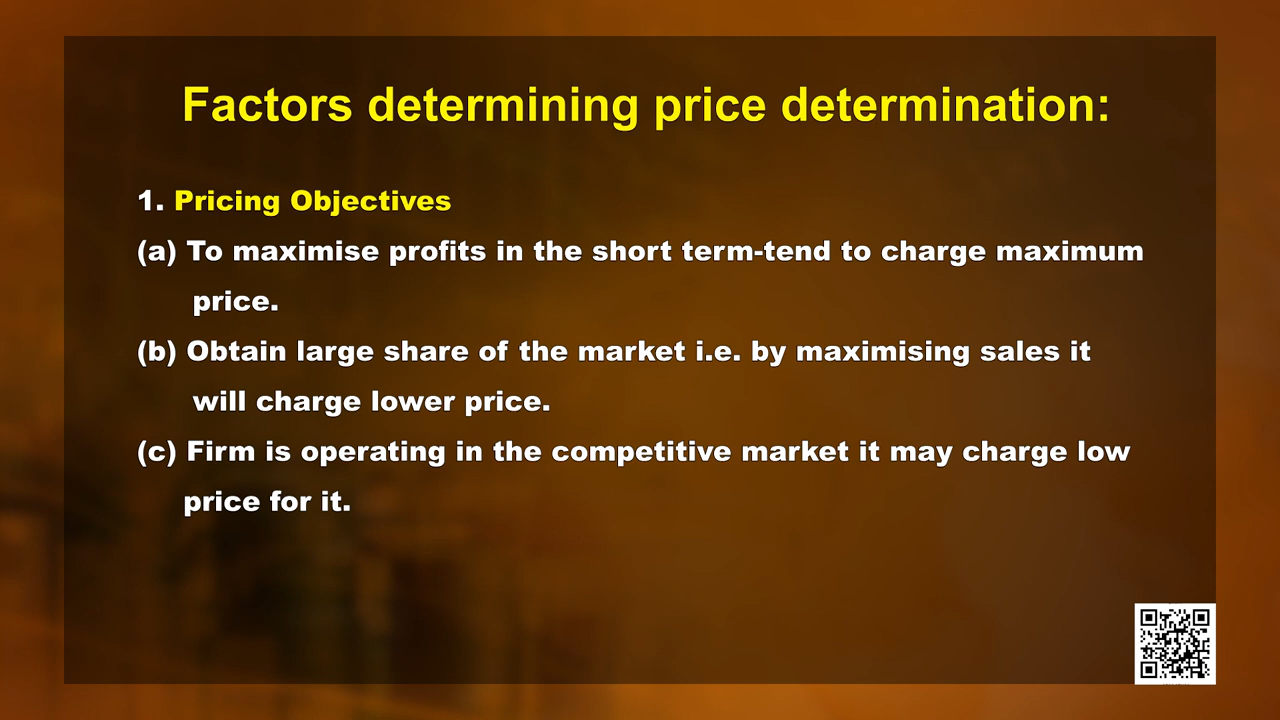 Factors determining price determination:
1. Pricing Objectives
(a) To maximise profits in the short term-tend to charge maximum
price.
(b) Obtain large share of the market i.e. by maximising sales it
will charge lower price.
(c) Firm is operating in the competitive market it may charge low
price for it.